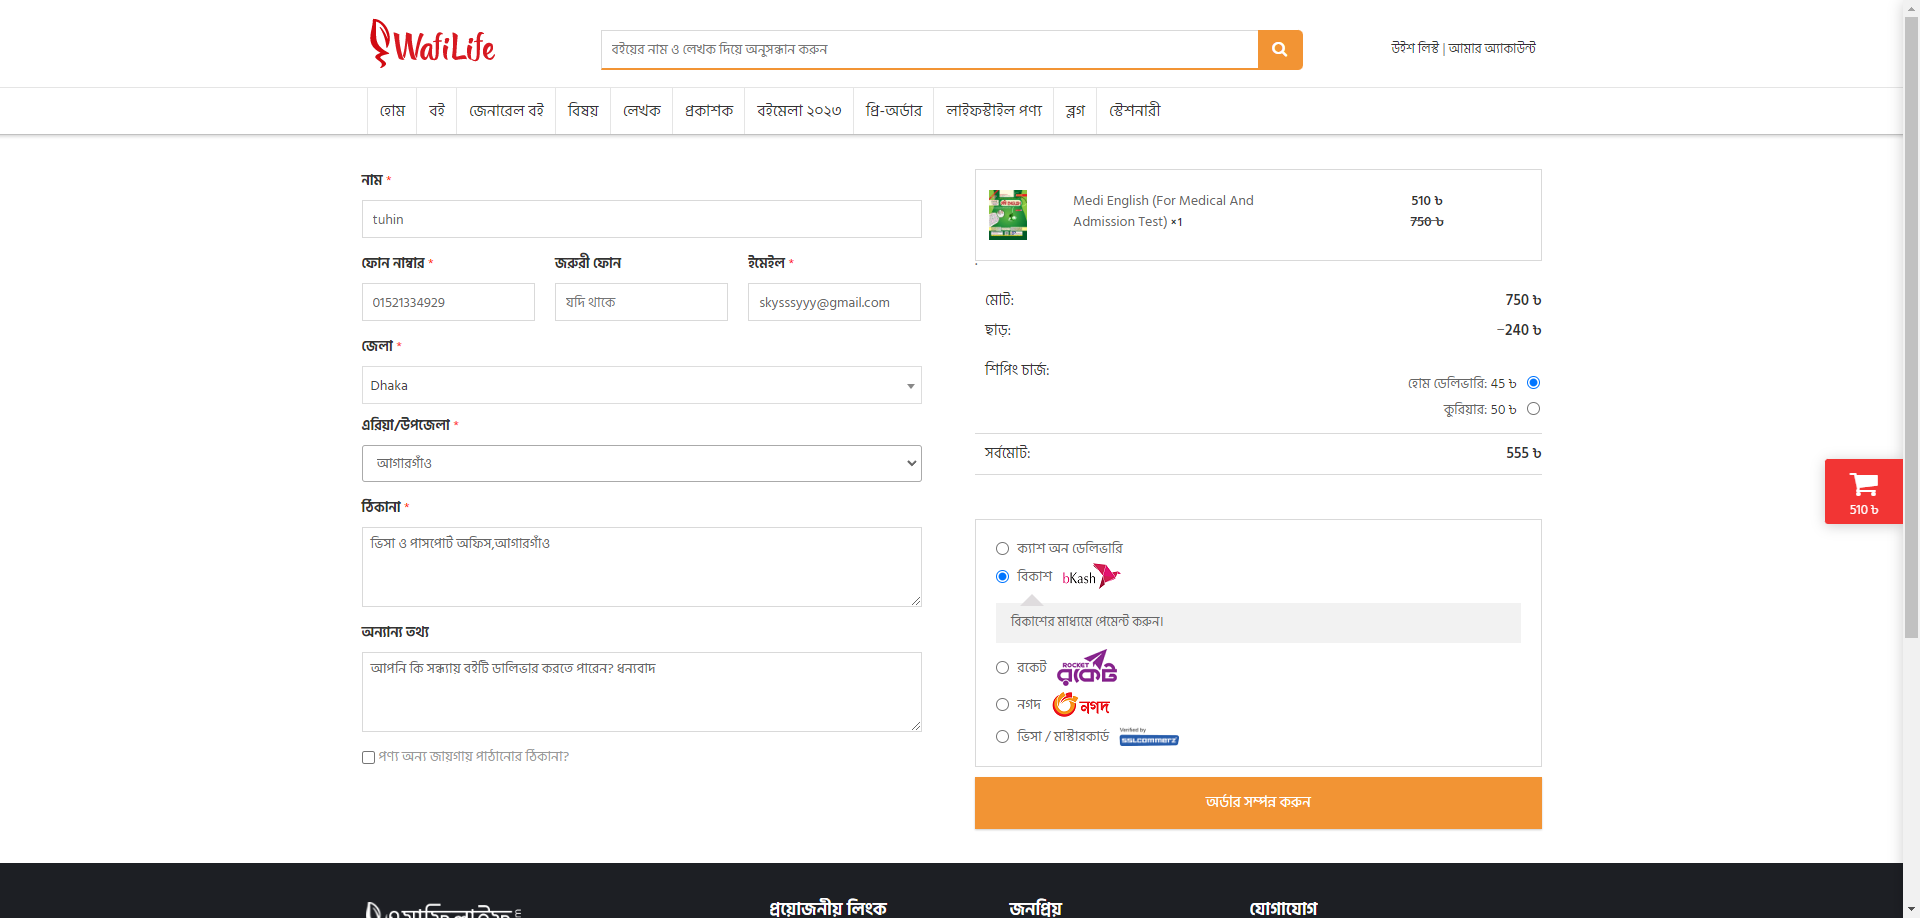 WafiLife
বইয়ের নাম ও লেখক দিয়ে অনুসন্ধান করুন
উইশ লিস্ট | আমার অ্যাকাউন্ট
হোম
বই
জেনারেল বই
বিষয়
লেখক
প্রকাশক
বইমেলা ২০২৩
প্রি-অর্ডার
লাইফস্টাইল পণ্য
ব্লগ
স্টেশনারী
নাম *
tuhin
ফোন নাম্বার *
জরুরী ফোন
ইমেইল *
01521334929
যদি থাকে
skysssyyy@gmail.com
জেলা *
Dhaka
এরিয়া/উপজেলা *
আগারগাঁও
ঠিকানা *
ভিসা ও পাসপোর্ট অফিস,আগারগাঁও
অন্যান্য তথ্য
আপনি কি সন্ধ্যায় বইটি ডালিভার করতে পারেন? ধন্যবাদ
পণ্য অন্য জায়গায় পাঠানোর ঠিকানা?
Medi English (For Medical And
Admission Test) ×1
510 ৳
750 ৳
মোট:
750 ৳
ছাড়:
-240 ৳
শিপিং চার্জ:
হোম ডেলিভারি: 45 ৳
কুরিয়ার: 50 ৳
সর্বমোট:
555 ৳
ক্যাশ অন ডেলিভারি
বিকাশ bKash
বিকাশের মাধ্যমে পেমেন্ট করুন।
রকেট ROCKET রকেট
নগদ নগদ
ভিসা / মাস্টারকার্ড Verified by SSLCOMMERZ
অর্ডার সম্পন্ন করুন
510 ৳
প্রয়োজনীয় লিংক
জনপ্রিয়
যোগাযোগ